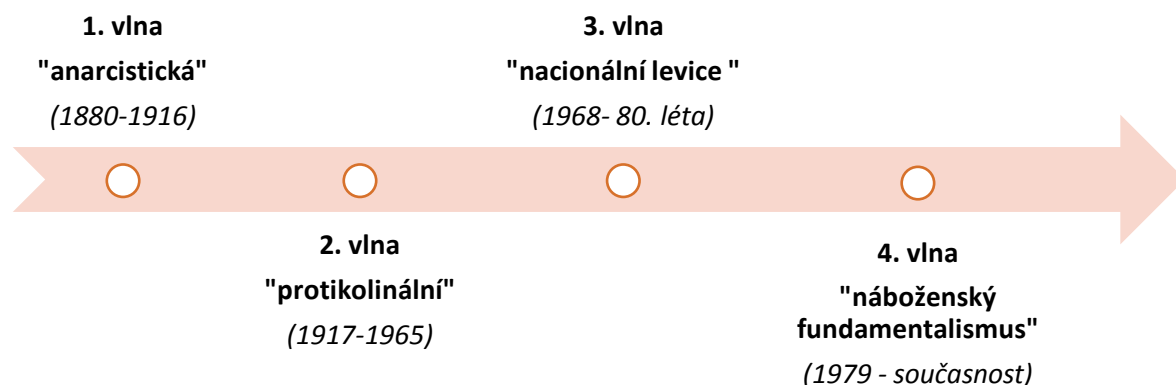 1. vlna
"anarcistická"
(1880-1916)
2. vlna
"protikolinální"
(1917-1965)
3. vlna
"nacionální levice "
(1968- 80. léta)
4. vlna
"náboženský
fundamentalismus"
(1979 - současnost)